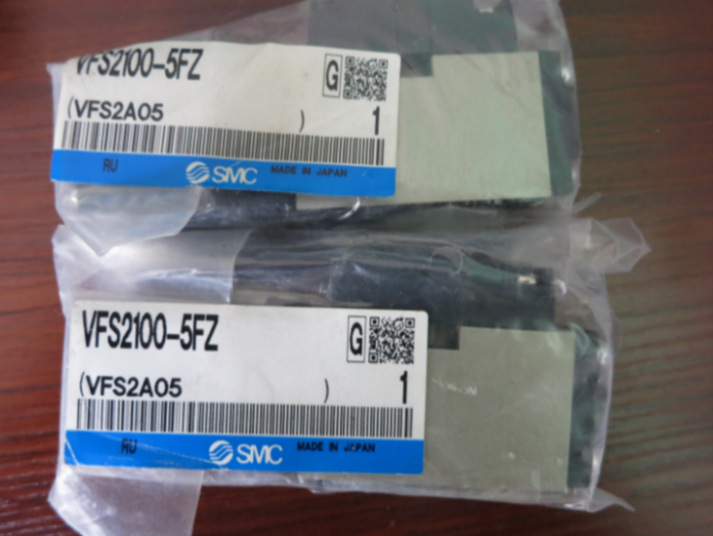 VFS2100-5FZ
G
(VFS2A05 )
1
RU
SMC
MADE IN JAPAN
VFS2100-5FZ
G
(VFS2A05 )
1
RU
SMC
MADE IN JAPAN